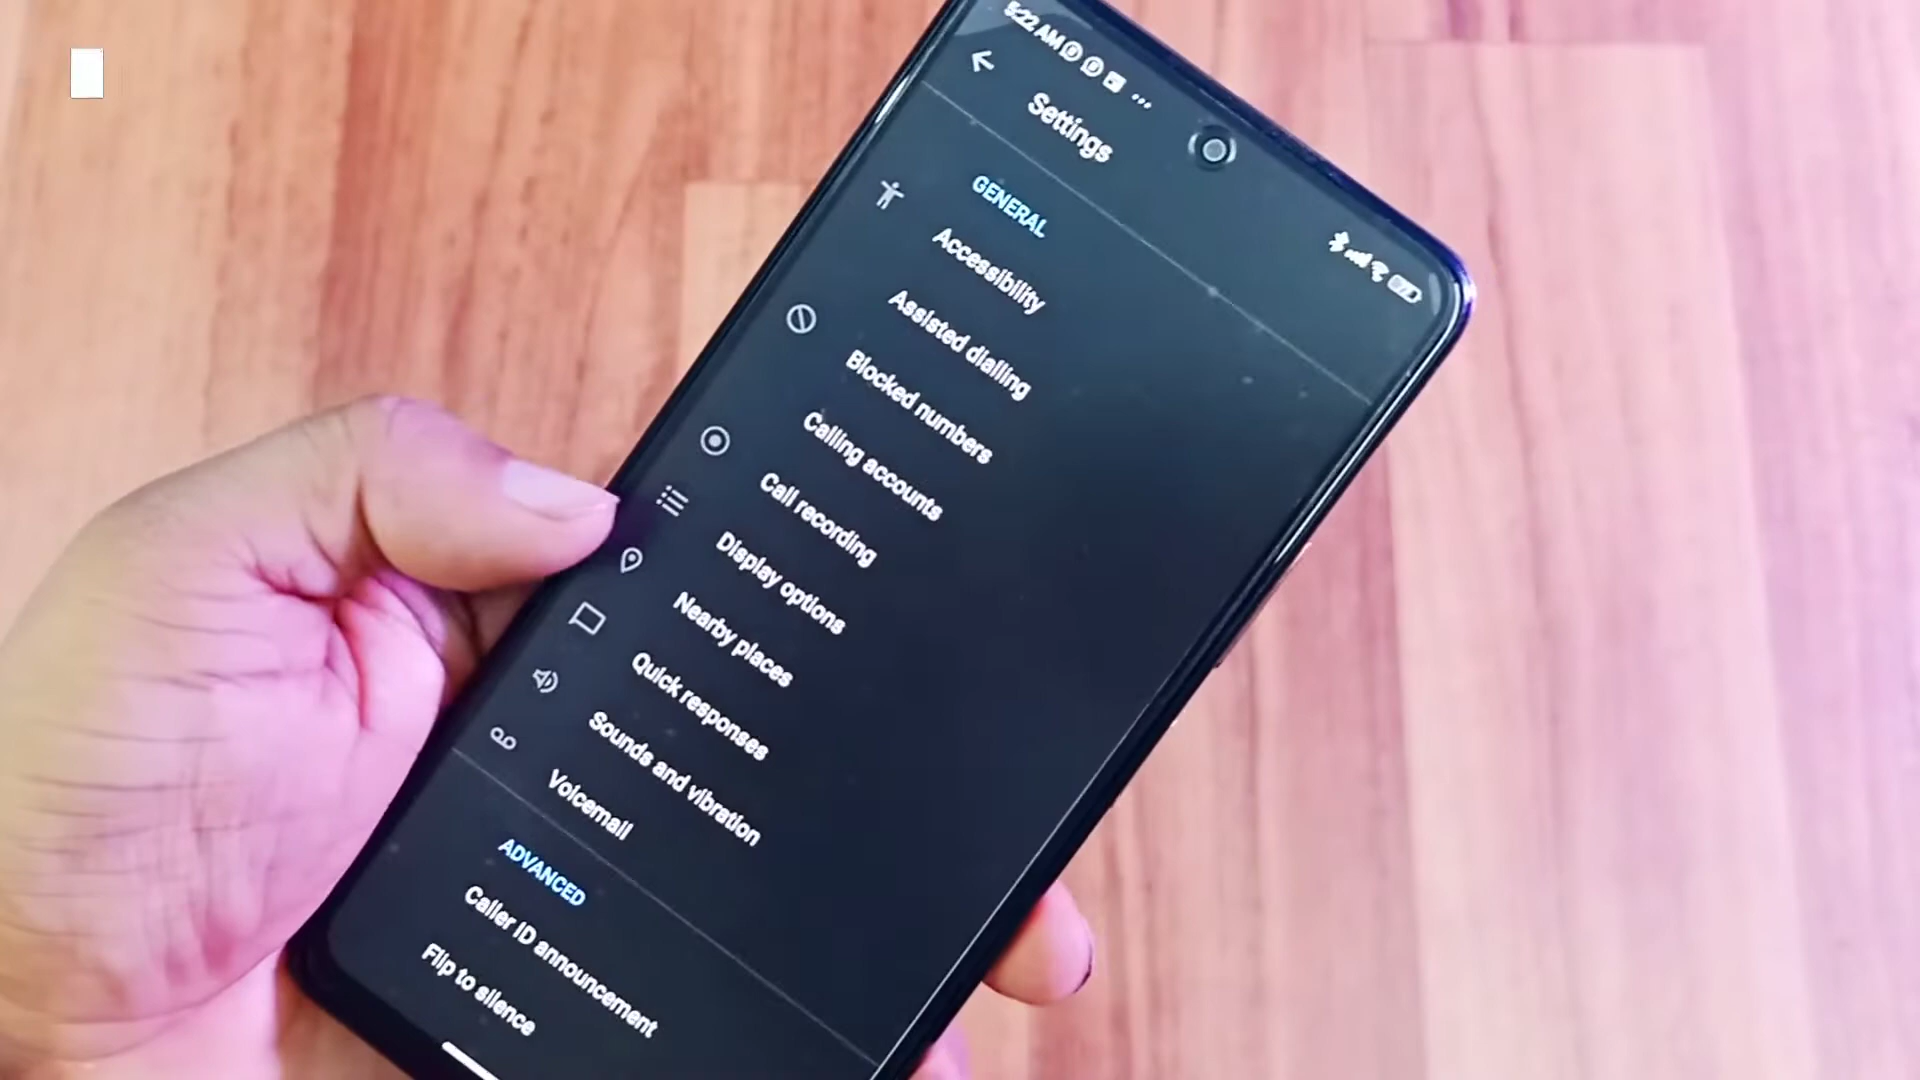 5:22 AM
Settings
GENERAL
Accessibility
Assisted dialling
Blocked numbers
Calling accounts
Call recording
Display options
Nearby places
Quick responses
Sounds and vibration
Voicemail
ADVANCED
Caller ID announcement
Flip to silence